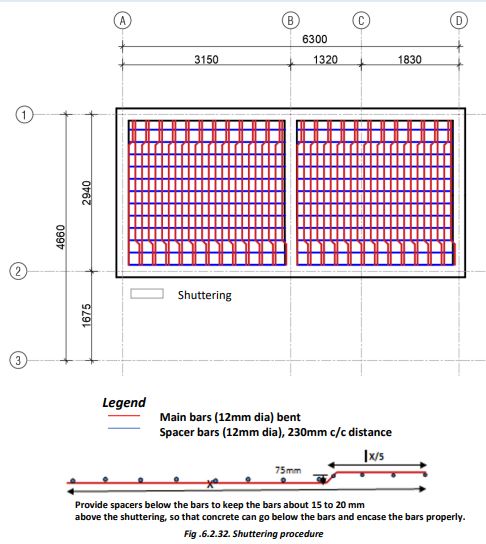 A B C D
6300
3150 1320 1830
1
2940
4660
2
1675
Shuttering
3
Legend
Main bars (12mm dia) bent
Spacer bars (12mm dia), 230mm c/c distance
X/5
75mm
X
Provide spacers below the bars to keep the bars about 15 to 20 mm
above the shuttering, so that concrete can go below the bars and encase the bars properly.
Fig .6.2.32. Shuttering procedure